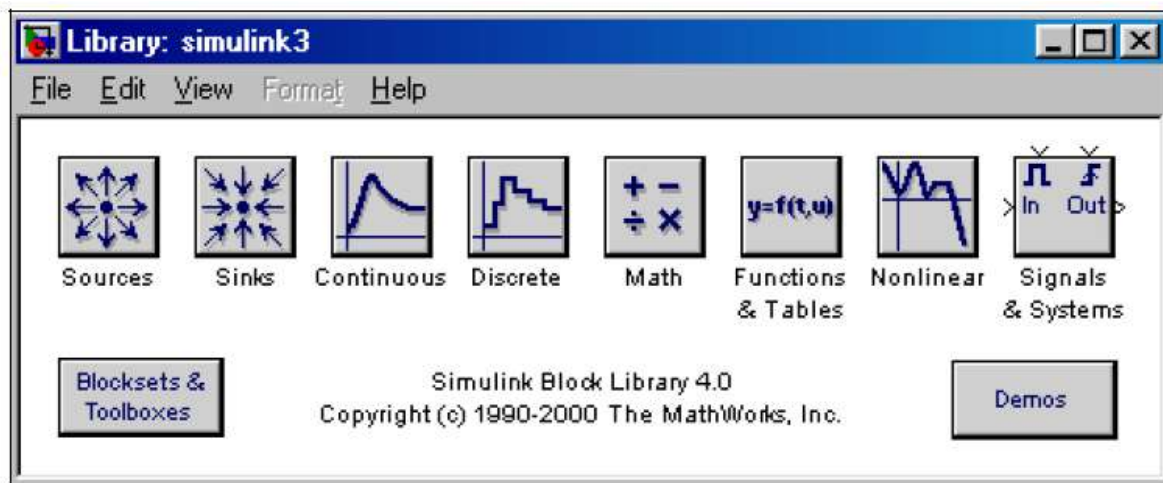 Library: simulink3
File Edit View Format Help
In Out
y=f(t,u)
Sources Sinks Continuous Discrete Math Functions & Tables Nonlinear Signals & Systems
Blocksets & Toolboxes
Simulink Block Library 4.0
Copyright (c) 1990-2000 The MathWorks, Inc.
Demos